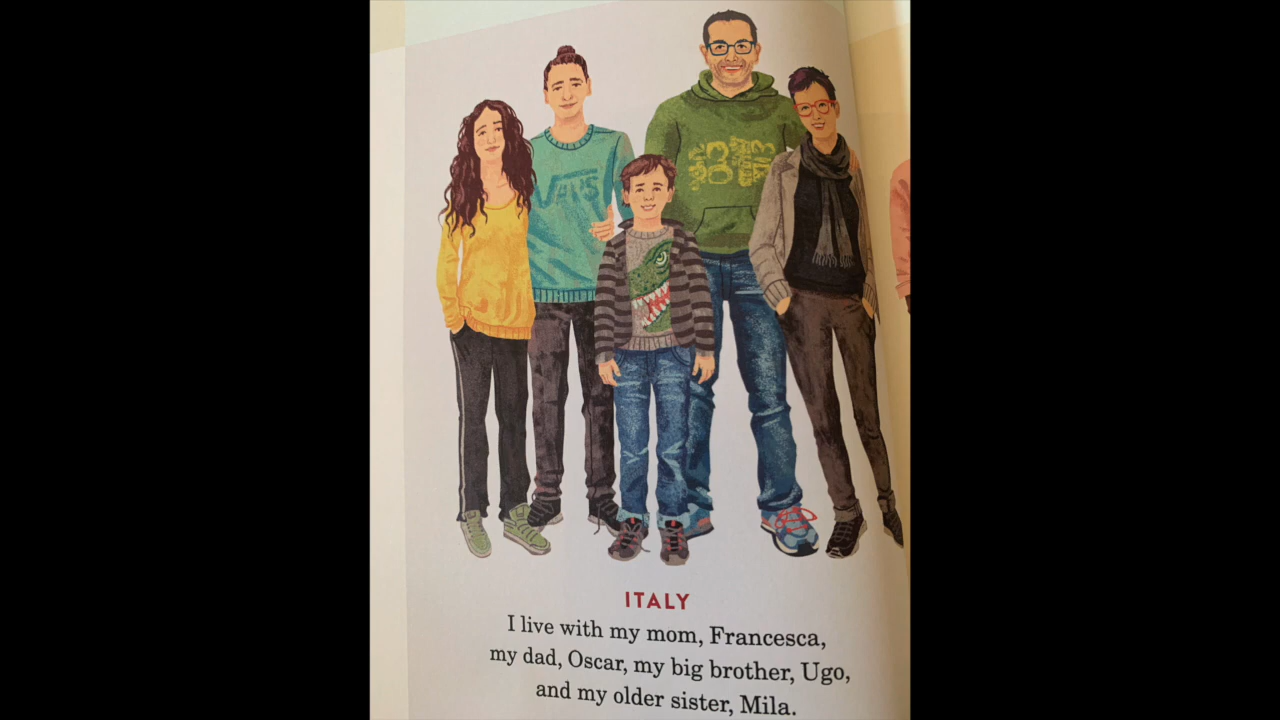 VANS
ITALY
I live with my mom, Francesca,
my dad, Oscar, my big brother, Ugo,
and my older sister, Mila.